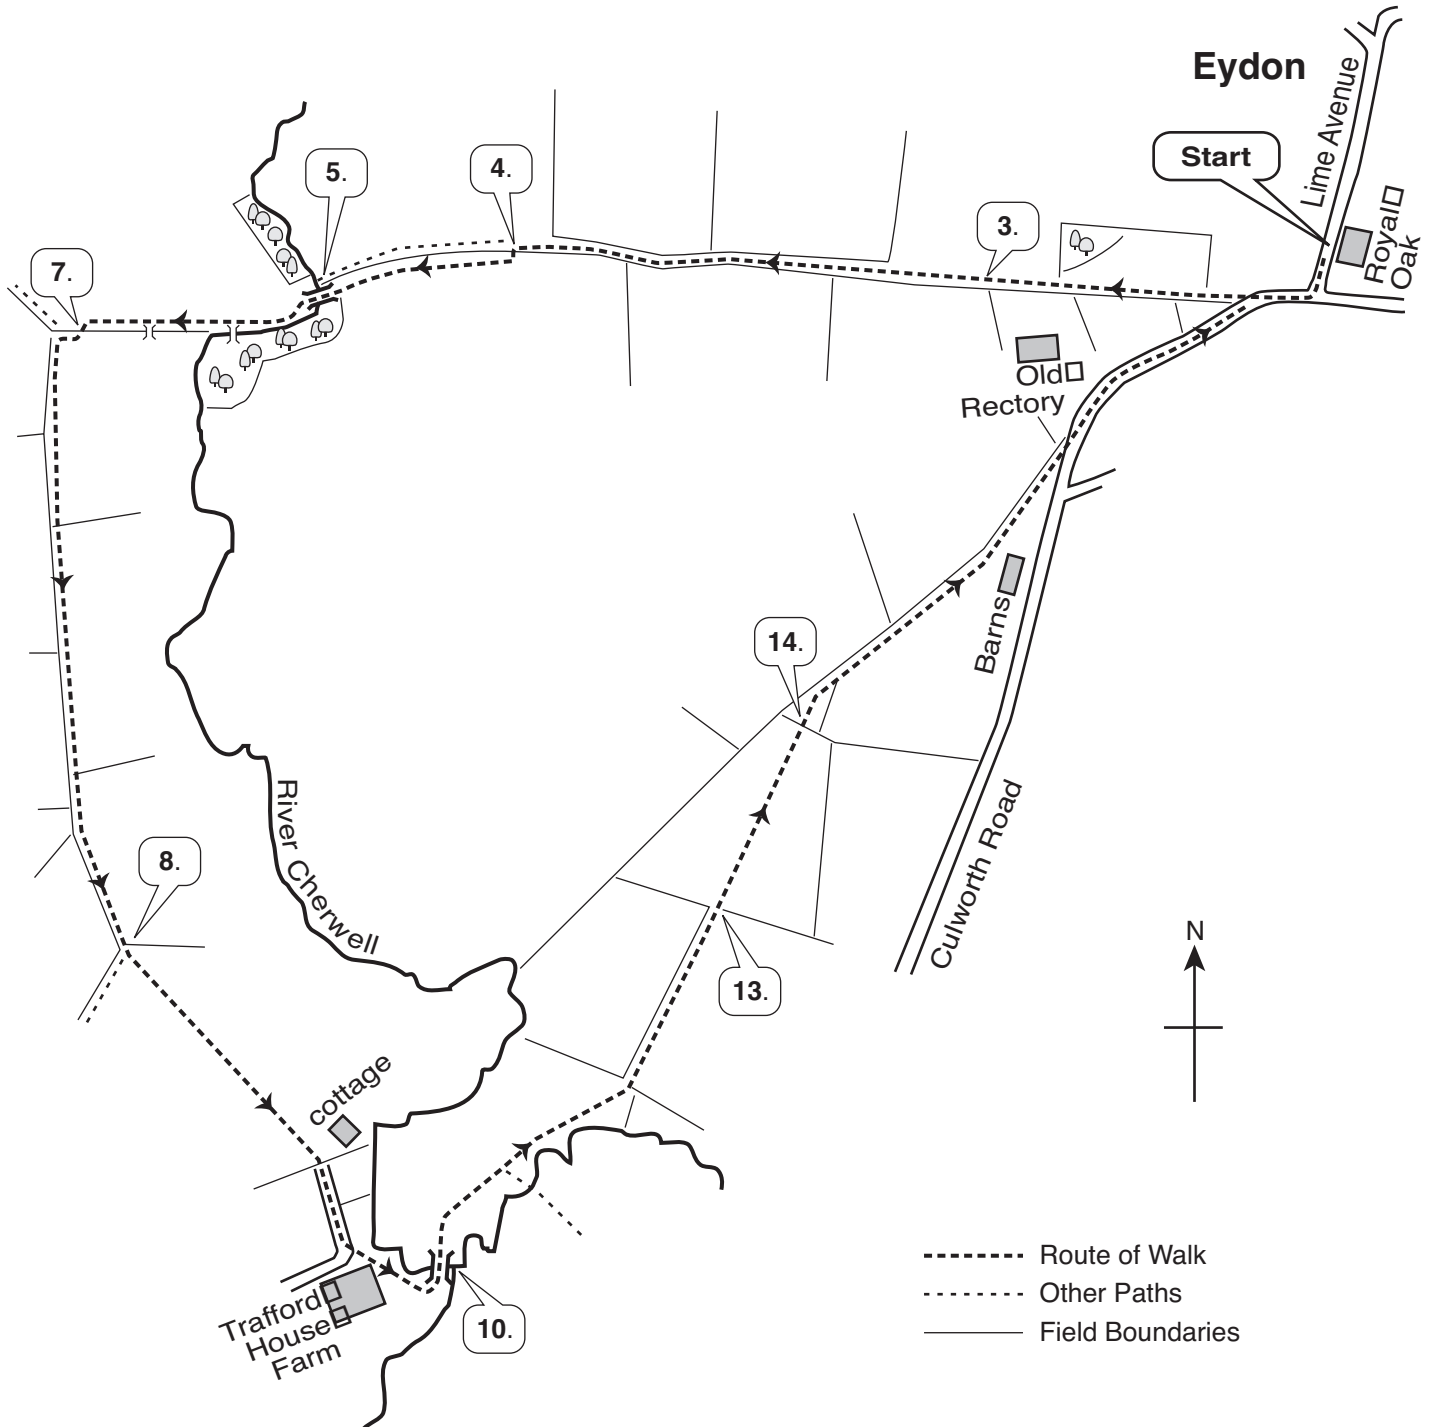 Eydon
Lime Avenue
Start
Royal
Oak
5.
4.
3.
7.
Old
Rectory
14.
Barns
River Cherwell
8.
Culworth Road
N
13.
cottage
Trafford
House
Farm
10.
Route of Walk
Other Paths
Field Boundaries